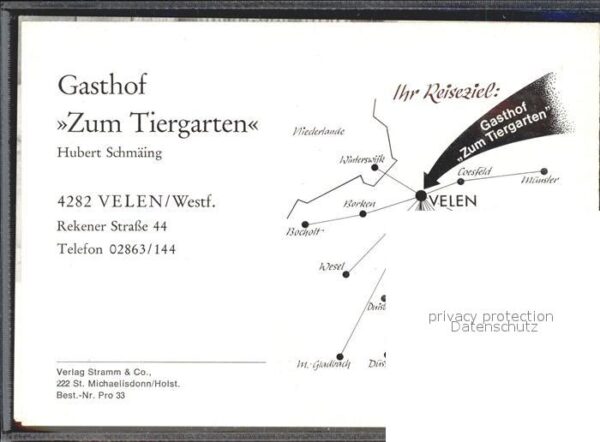 Gasthof
»Zum Tiergarten«
Hubert Schmäing
4282 VELEN/Westf.
Rekener Straße 44
Telefon 02863/144
Verlag Stramm & Co.,
222 St. Michaelisdonn/Holst.
Best.-Nr. Pro 33
Ihr Reiseziel:
Gasthof
„Zum Tiergarten"
Niederlande
Winterswijk
Coesfeld
Münster
VELEN
Borken
Bocholt
Wesel
M.-Gladbach
privacy protection
Datenschutz